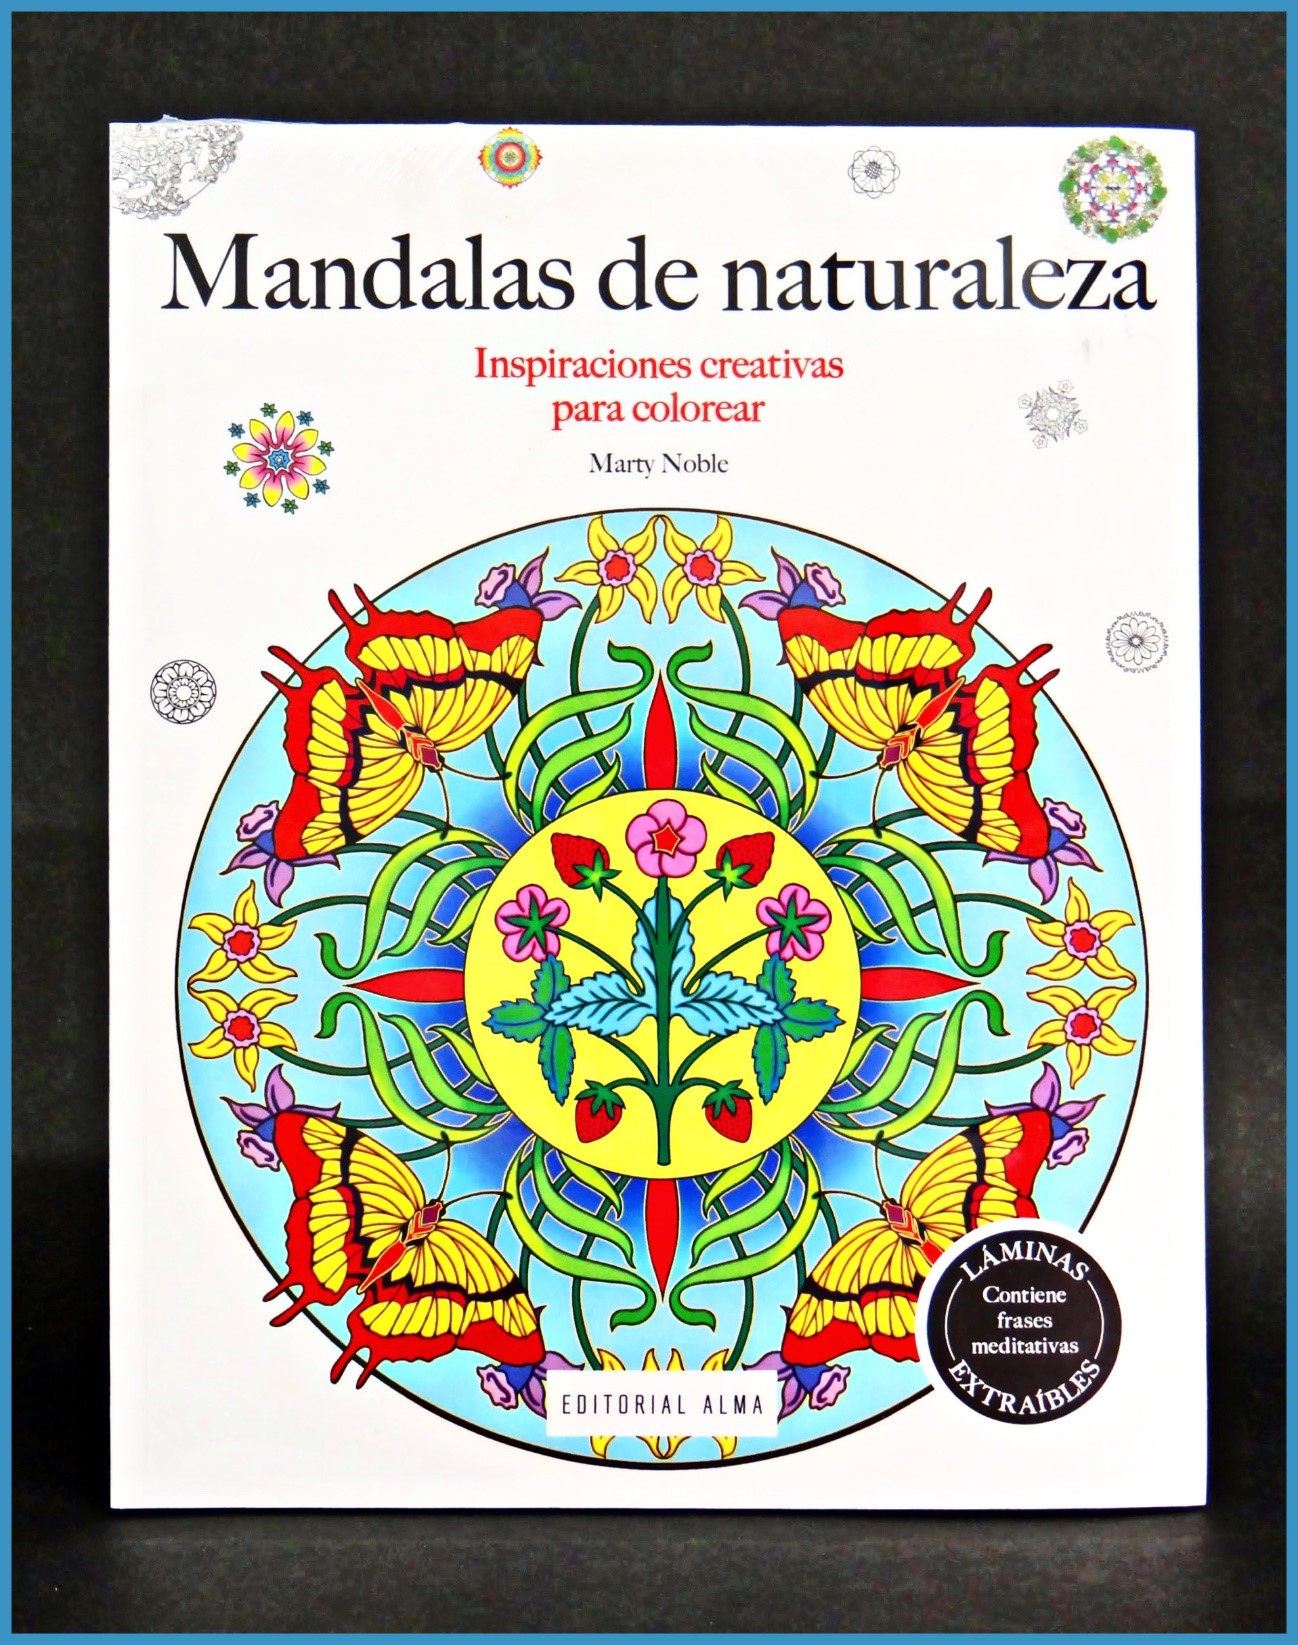 Mandalas de naturaleza
Inspiraciones creativas
para colorear
Marty Noble
LÁMINAS
Contiene
frases
meditativas
EXTRAÍBLES
EDITORIAL ALMA